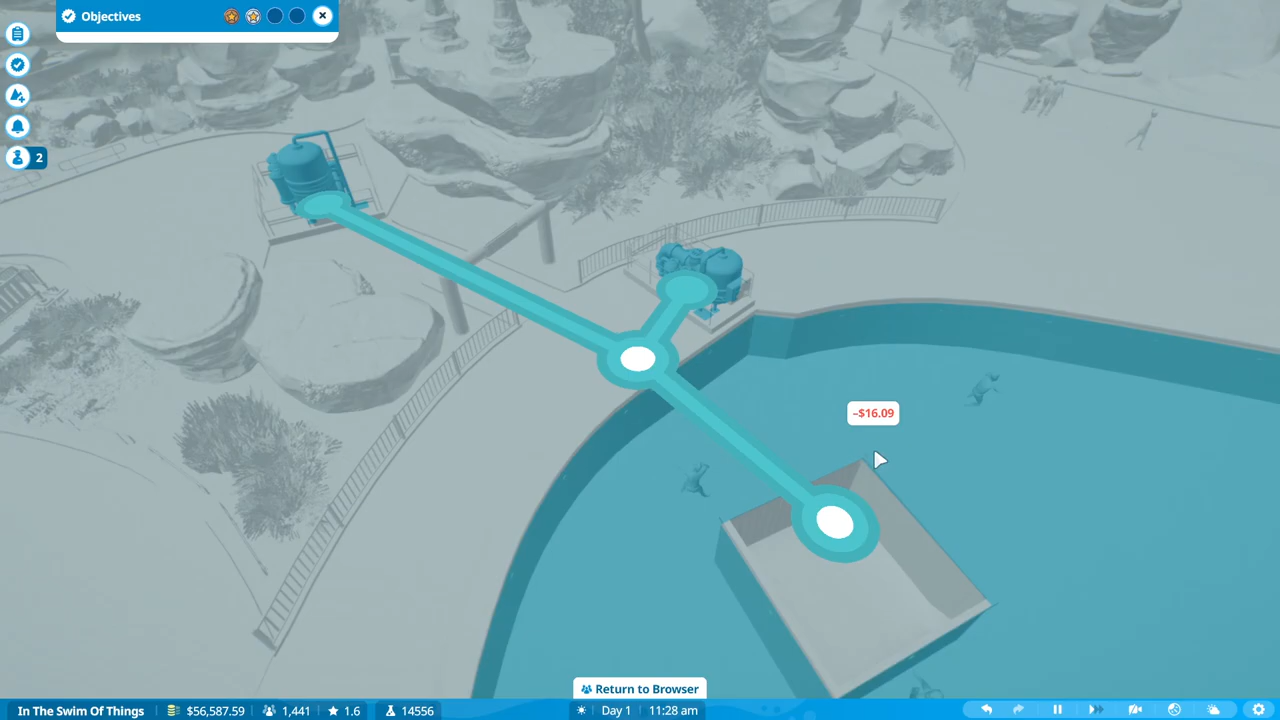 Objectives
2
-$16.09
Return to Browser
In The Swim Of Things $56,587.59 1,441 1.6 14556 Day 1 11:28 am